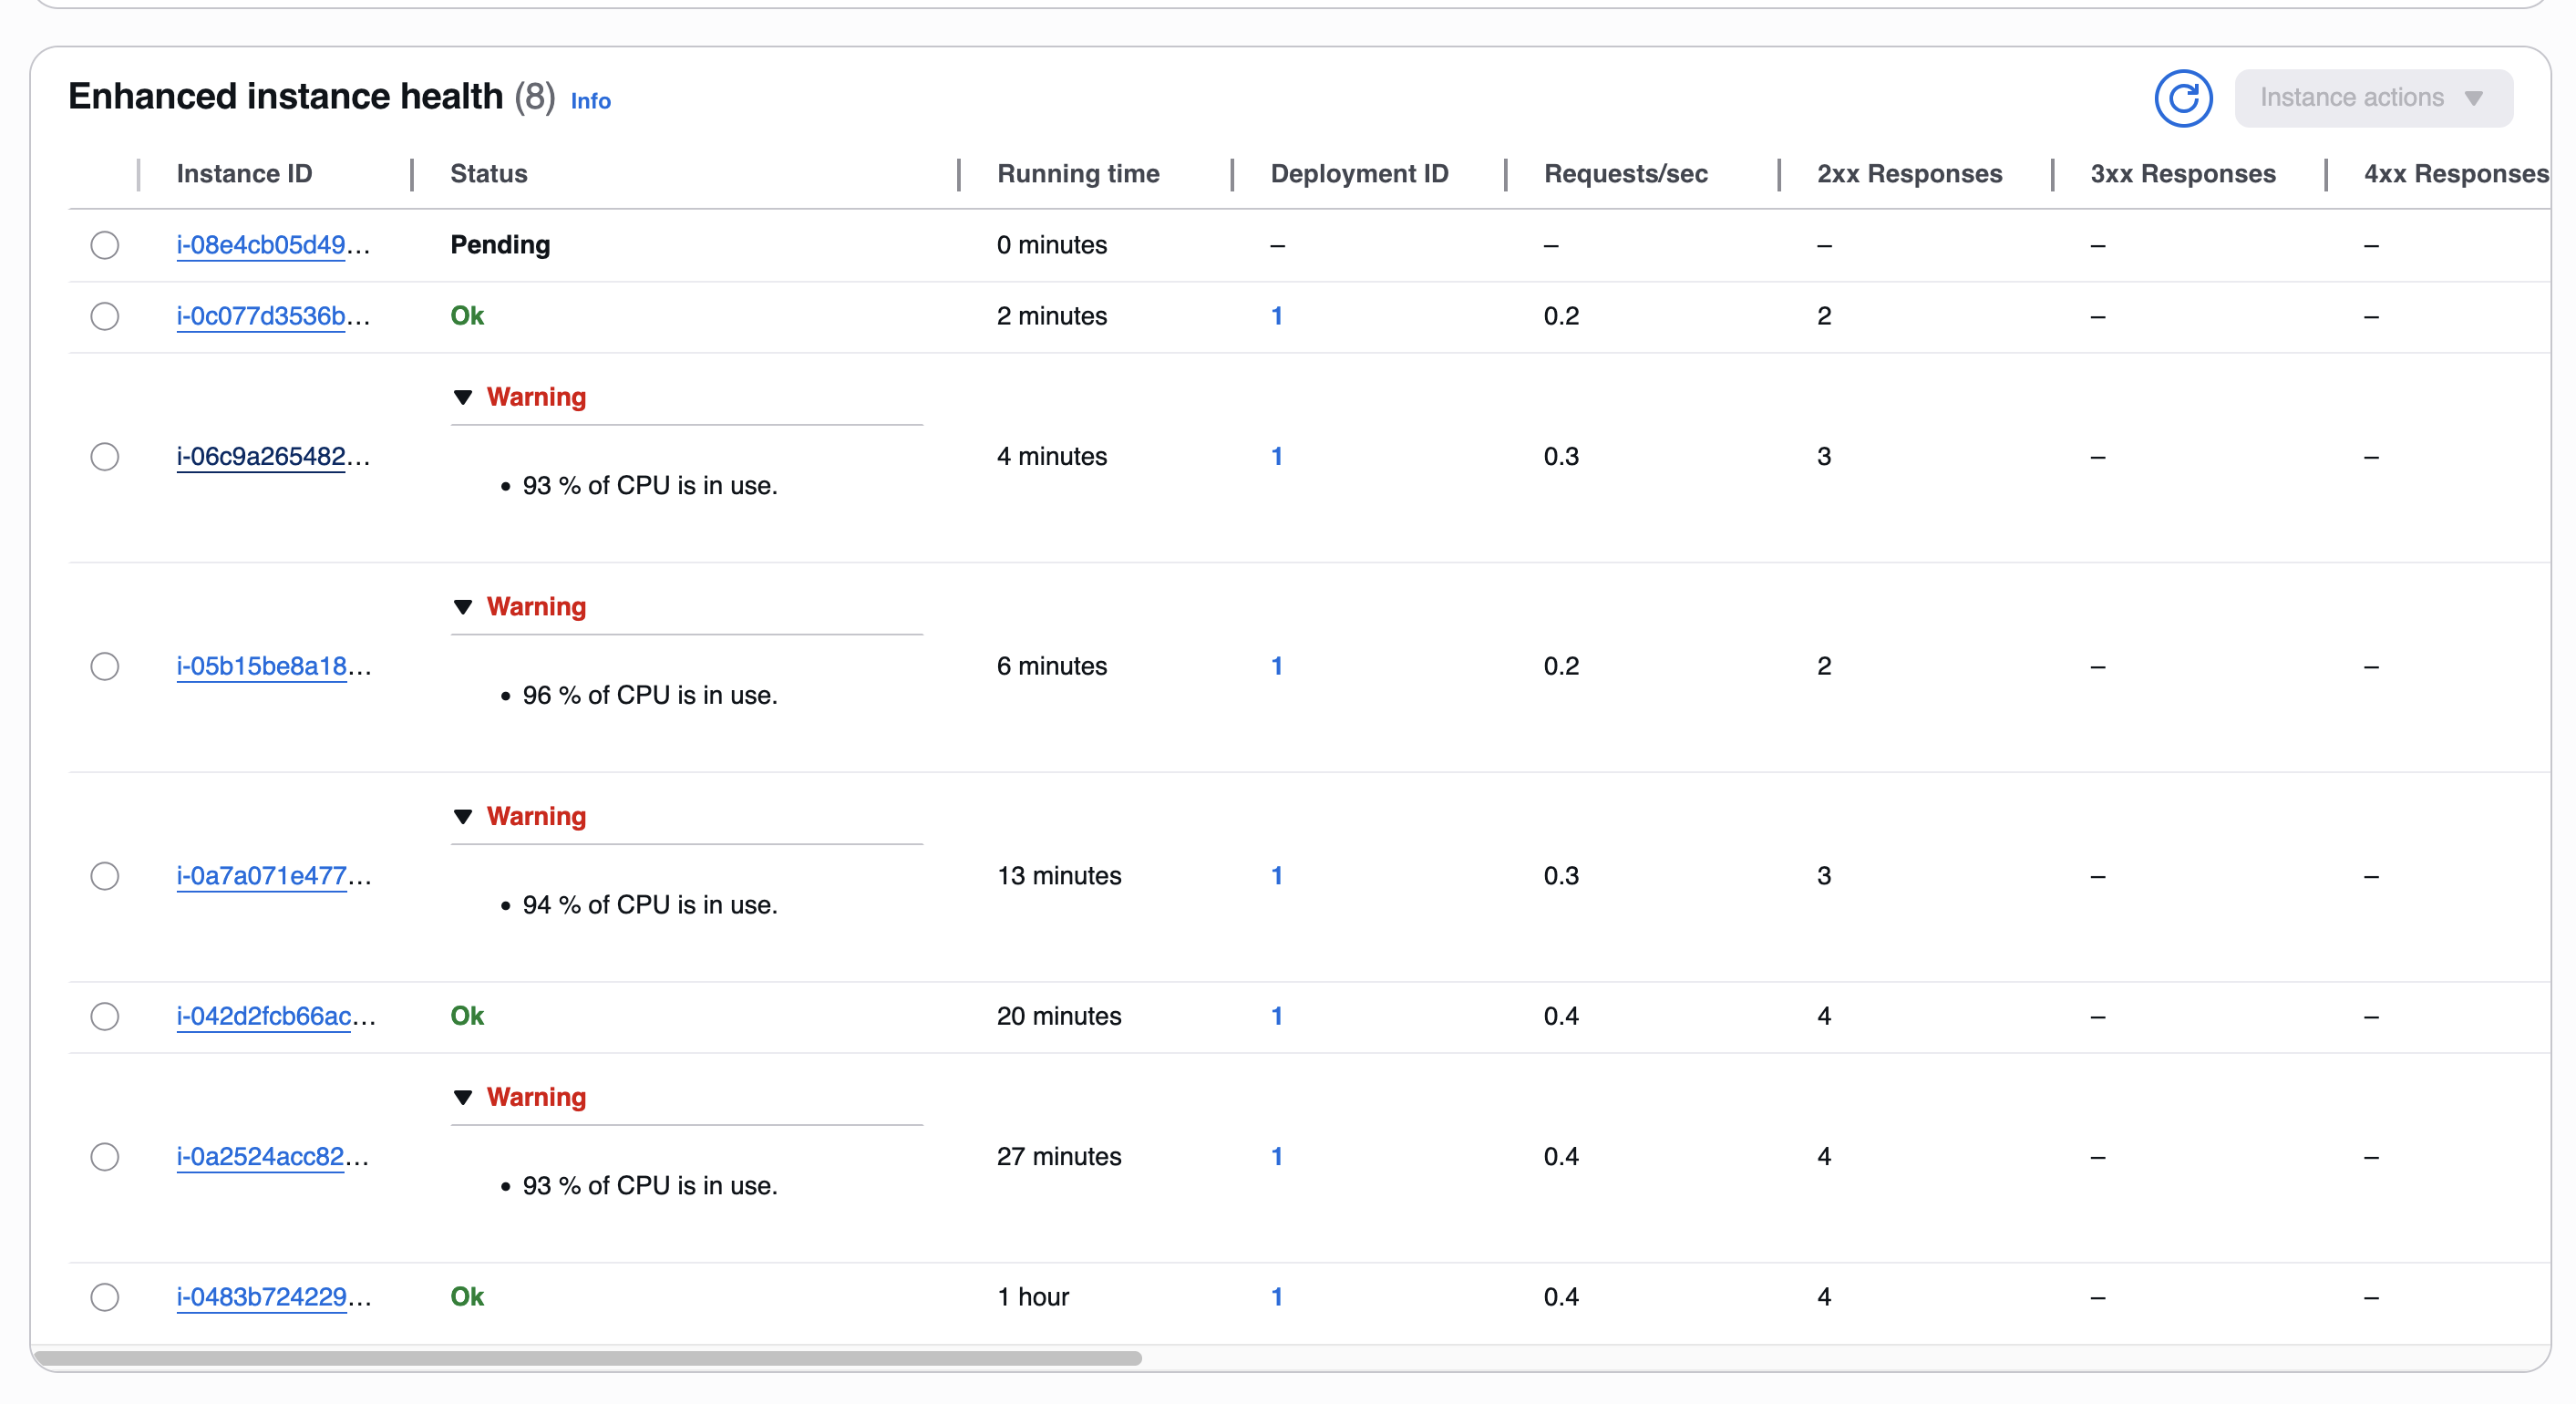 Enhanced instance health (8) Info
Instance actions
Instance ID Status Running time Deployment ID Requests/sec 2xx Responses 3xx Responses 4xx Responses
i-08e4cb05d49... Pending 0 minutes – – – – –
i-0c077d3536b... Ok 2 minutes 1 0.2 2 – –
Warning
i-06c9a265482... 4 minutes 1 0.3 3 – –
• 93 % of CPU is in use.
Warning
i-05b15be8a18... 6 minutes 1 0.2 2 – –
• 96 % of CPU is in use.
Warning
i-0a7a071e477... 13 minutes 1 0.3 3 – –
• 94 % of CPU is in use.
i-042d2fcb66ac... Ok 20 minutes 1 0.4 4 – –
Warning
i-0a2524acc82... 27 minutes 1 0.4 4 – –
• 93 % of CPU is in use.
i-0483b724229... Ok 1 hour 1 0.4 4 – –